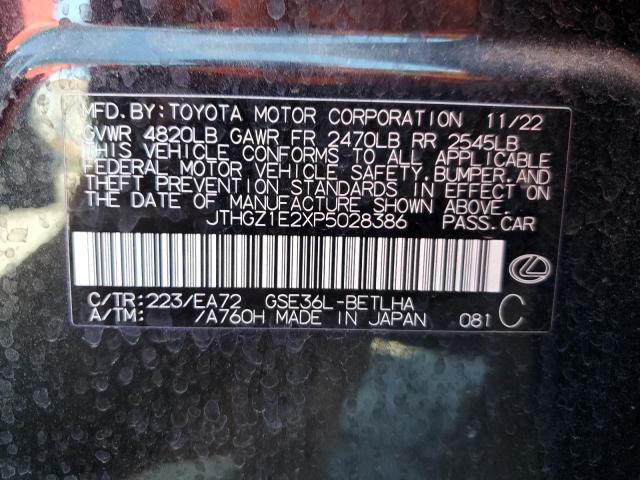 MFD. BY: TOYOTA MOTOR CORPORATION 11/22
GVWR 4820LB GAWR FR 2470LB RR 2545LB
THIS VEHICLE CONFORMS TO ALL APPLICABLE
FEDERAL MOTOR VEHICLE SAFETY, BUMPER, AND
THEFT PREVENTION STANDARDS IN EFFECT ON
THE DATE OF MANUFACTURE SHOWN ABOVE.
JTHGZ1E2XP5028386 PASS. CAR
C/TR: 223/EA72 GSE36L-BETLHA
A/TM: /A760H MADE IN JAPAN 081 C